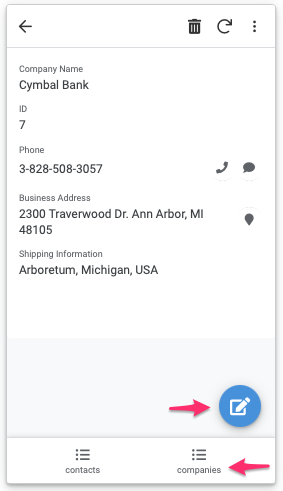 Company Name
Cymbal Bank
ID
7
Phone
3-828-508-3057
Business Address
2300 Traverwood Dr. Ann Arbor, MI
48105
Shipping Information
Arboretum, Michigan, USA
contacts
companies